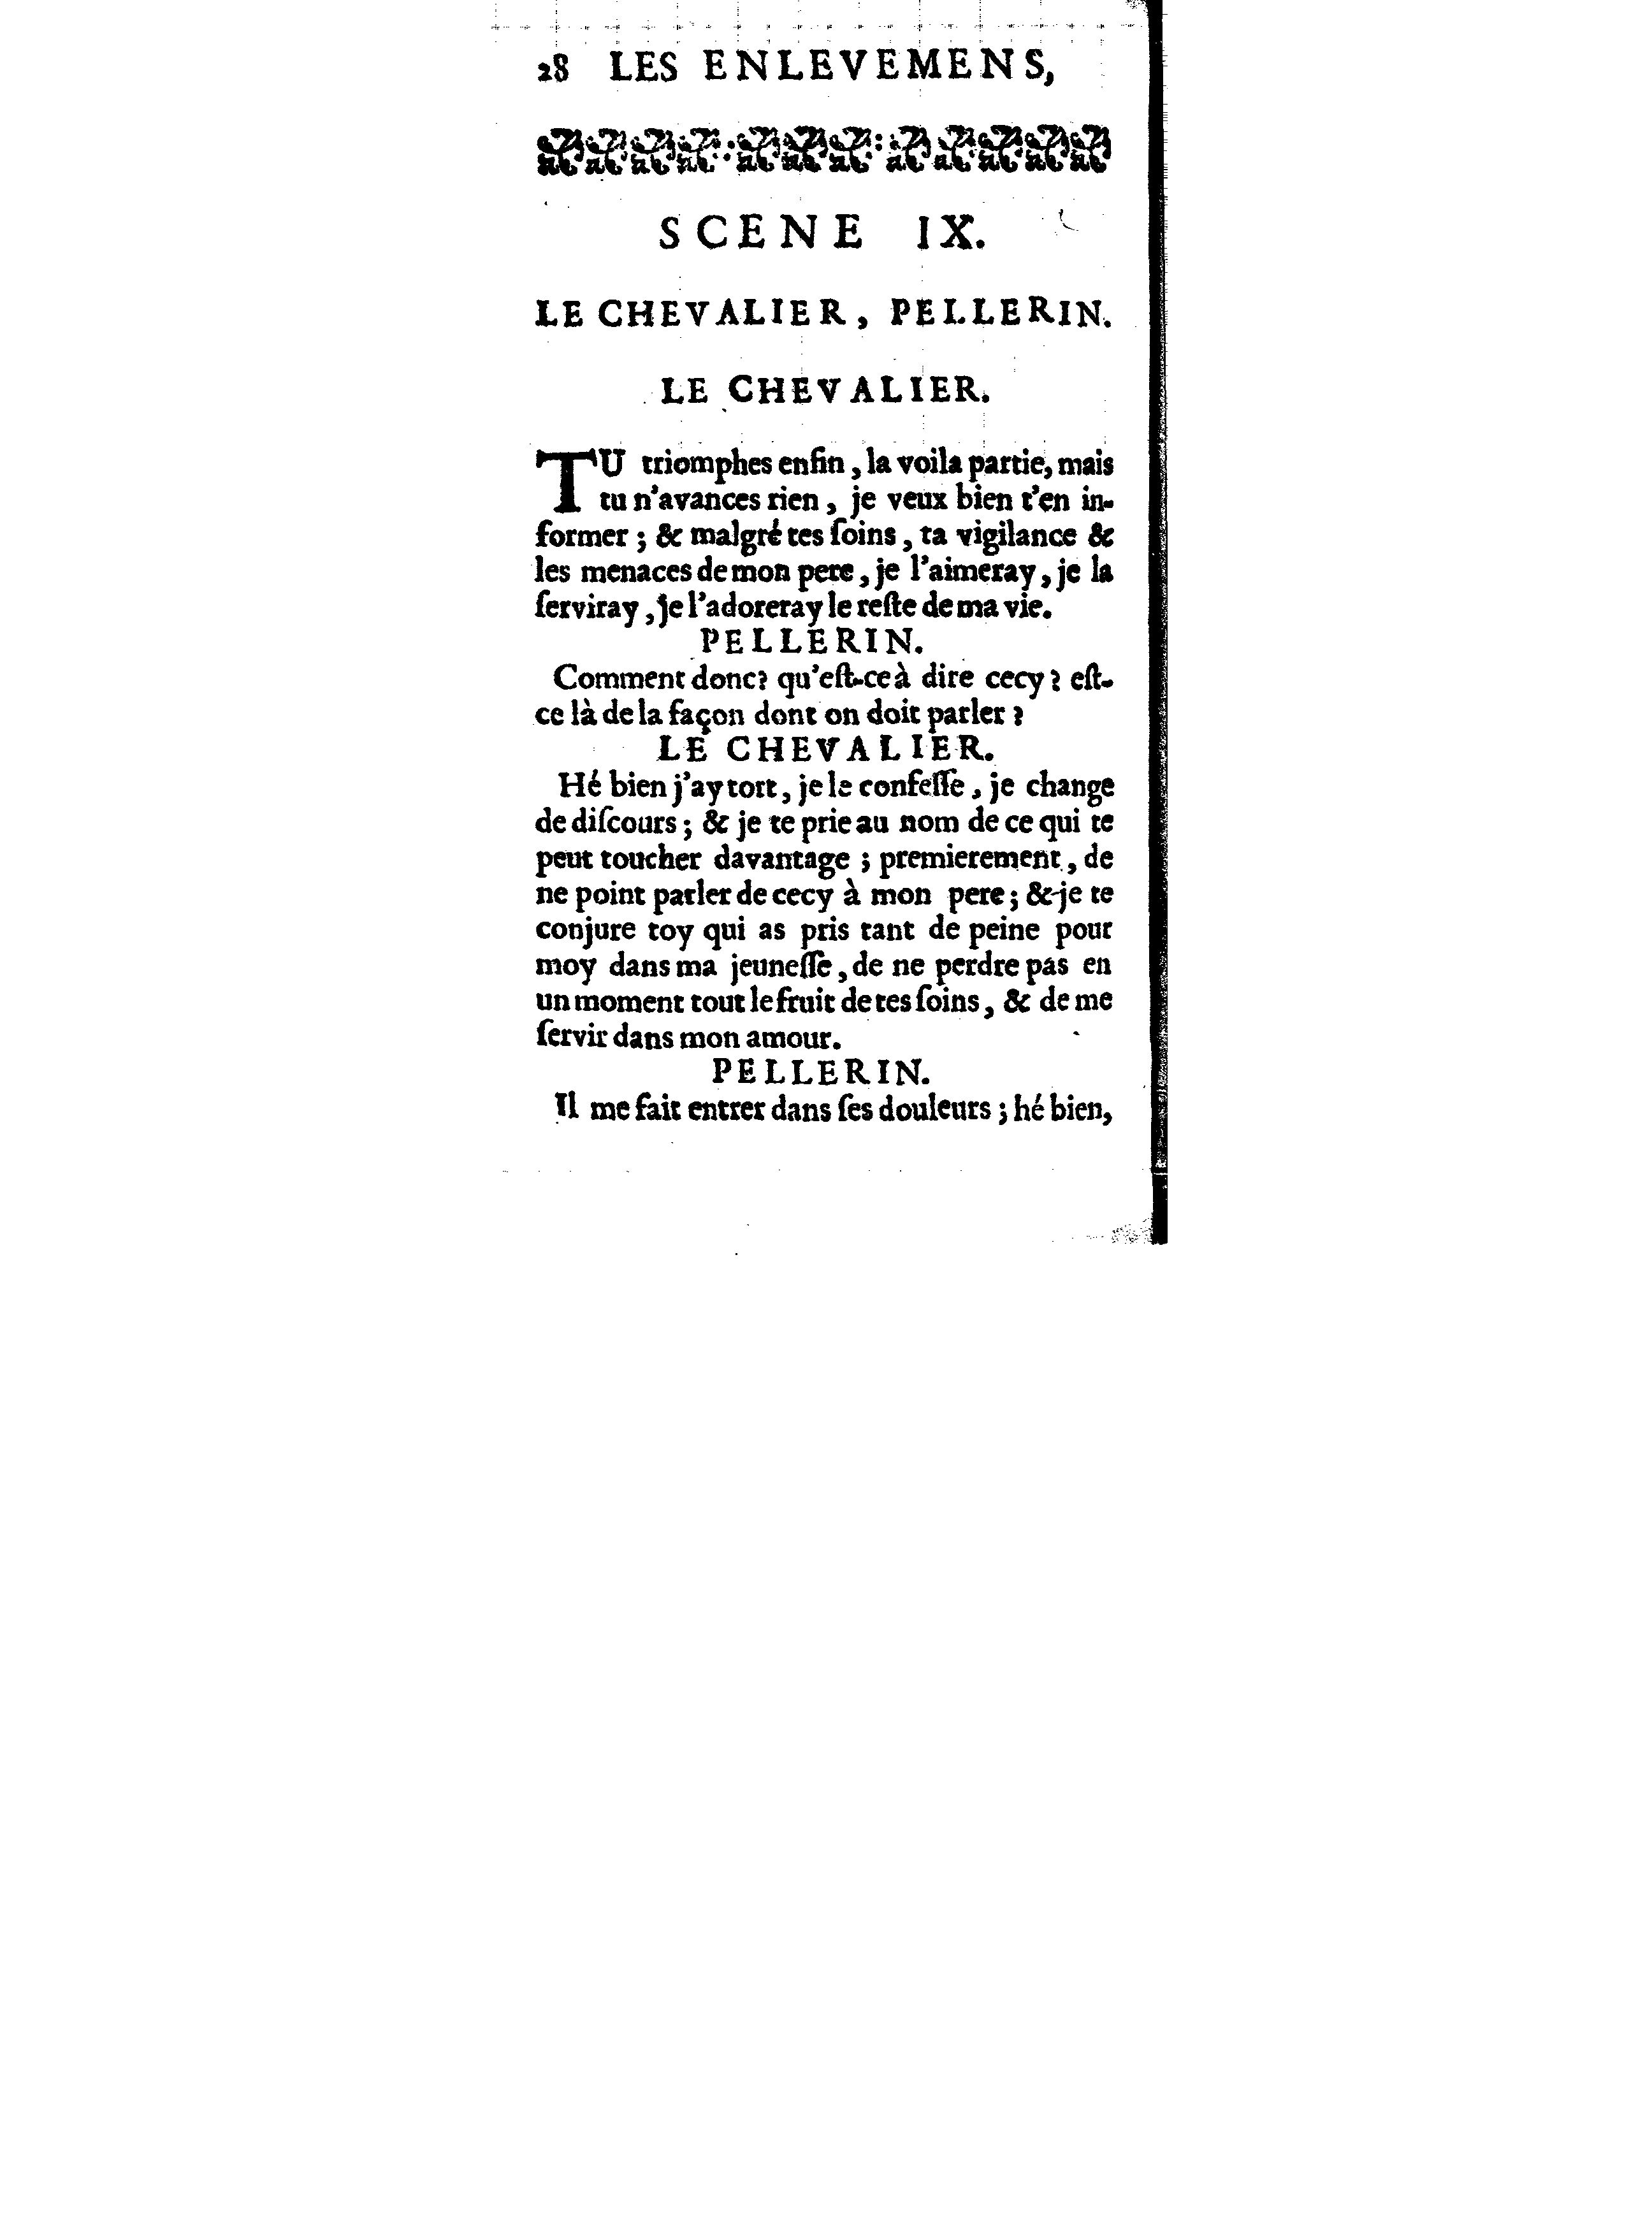 28 LES ENLEVEMENS,
SCENE IX.
LE CHEVALIER, PELLERIN.
LE CHEVALIER.
TU triomphes enfin, la voila partie, mais
tu n'avances rien, je veux bien t'en in-
former ; & malgré tes ſoins, ta vigilance &
les menaces de mon pere, je l'aimeray, je la
ſerviray, je l'adoreray le reſte de ma vie.
PELLERIN.
Comment donc? qu'eſt-ce à dire cecy ? eſt-
ce là de la façon dont on doit parler ?
LE CHEVALIER.
Hé bien j'ay tort, je le confeſſe, je change
de diſcours ; & je te prie au nom de ce qui te
peut toucher davantage ; premierement, de
ne point parler de cecy à mon pere ; & je te
conjure toy qui as pris tant de peine pour
moy dans ma jeuneſſe, de ne perdre pas en
un moment tout le fruit de tes ſoins, & de me
ſervir dans mon amour.
PELLERIN.
Il me fait entrer dans ſes douleurs ; hé bien,